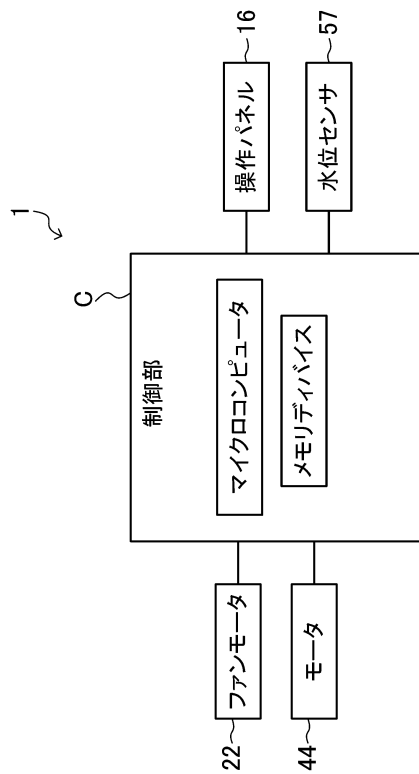 1
C
制御部
マイクロコンピュータ
メモリディバイス
ファンモータ
22
モータ
44
操作パネル
16
水位センサ
57